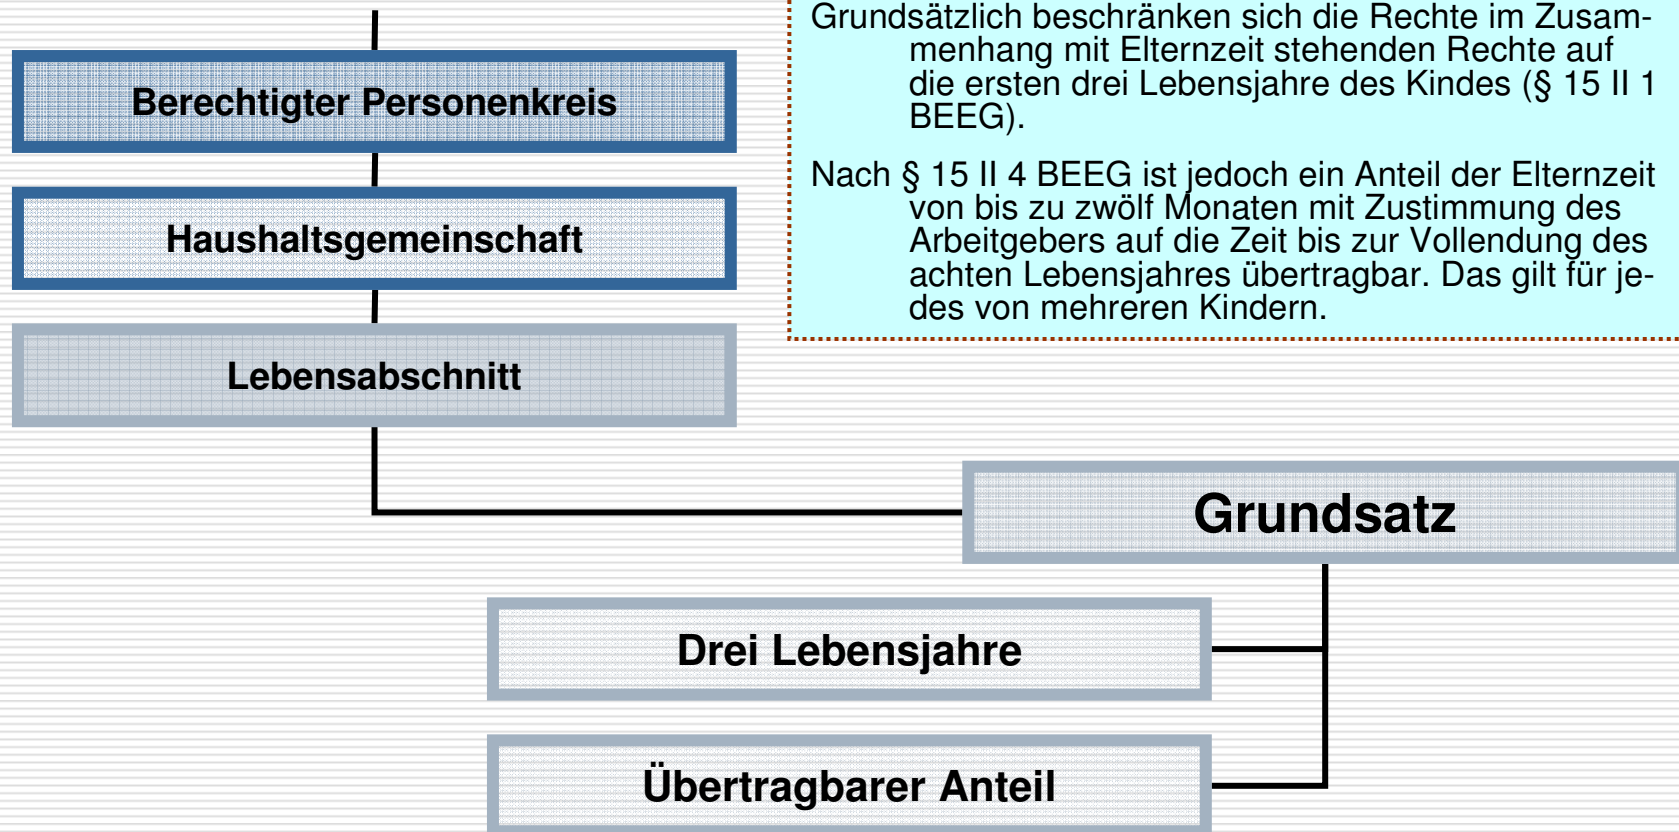 Grundsätzlich beschränken sich die Rechte im Zusam-
menhang mit Elternzeit stehenden Rechte auf
die ersten drei Lebensjahre des Kindes (§ 15 II 1
BEEG).
Nach § 15 II 4 BEEG ist jedoch ein Anteil der Elternzeit
von bis zu zwölf Monaten mit Zustimmung des
Arbeitgebers auf die Zeit bis zur Vollendung des
achten Lebensjahres übertragbar. Das gilt für je-
des von mehreren Kindern.
Berechtigter Personenkreis
Haushaltsgemeinschaft
Lebensabschnitt
Grundsatz
Drei Lebensjahre
Übertragbarer Anteil